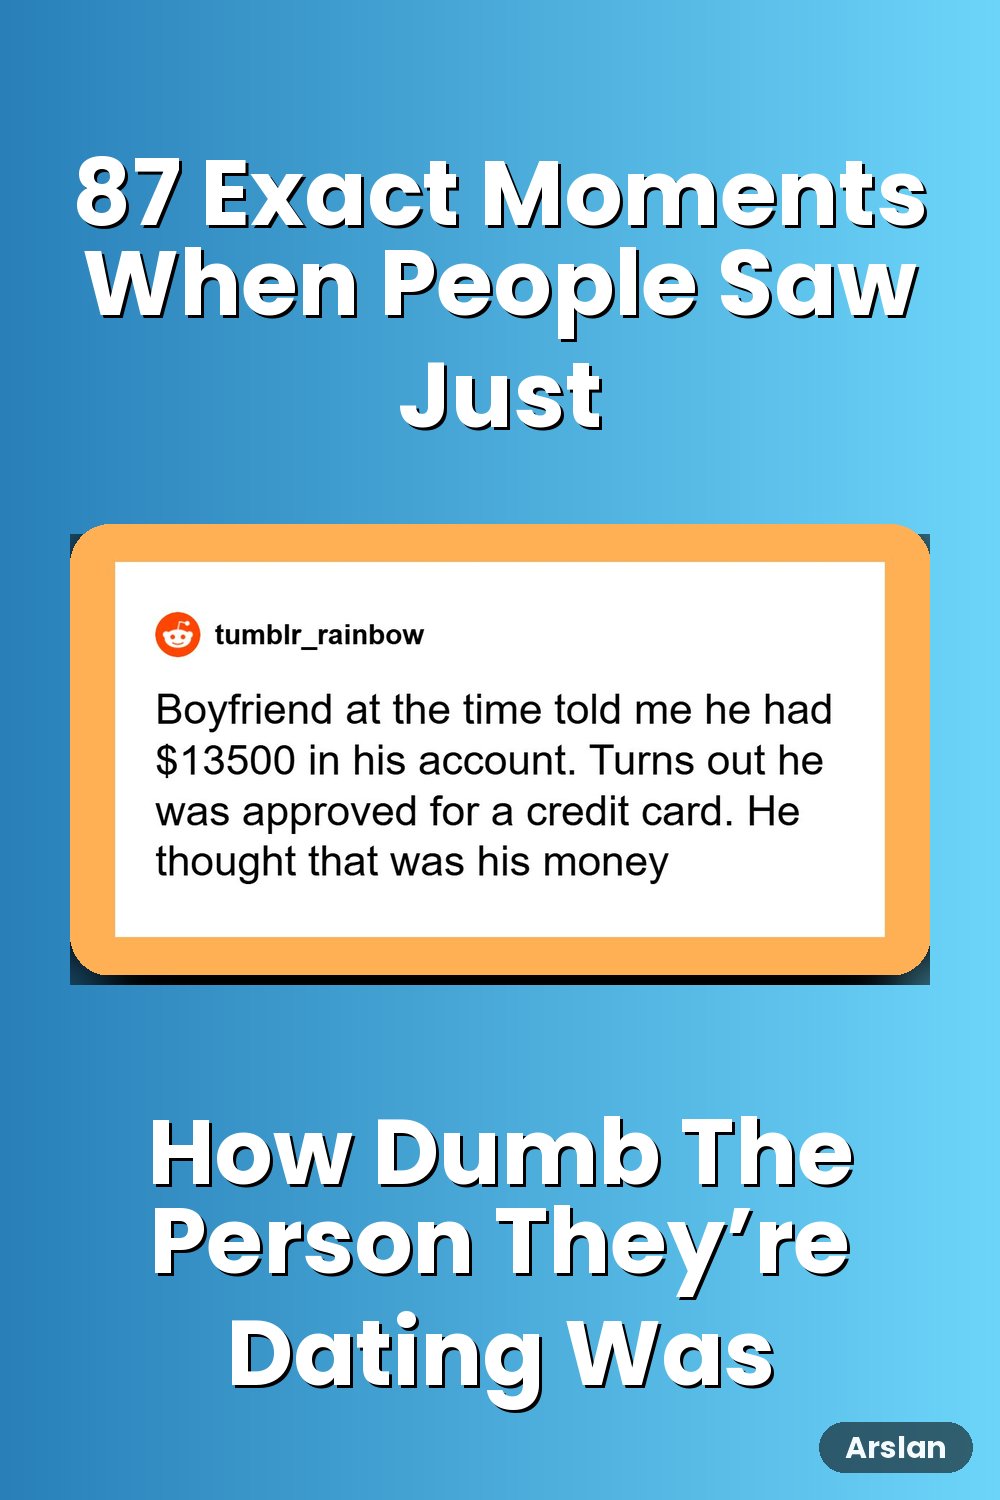 87 Exact Moments
When People Saw
Just
tumblr_rainbow
Boyfriend at the time told me he had
$13500 in his account. Turns out he
was approved for a credit card. He
thought that was his money
How Dumb The
Person They’re
Dating Was
Arslan